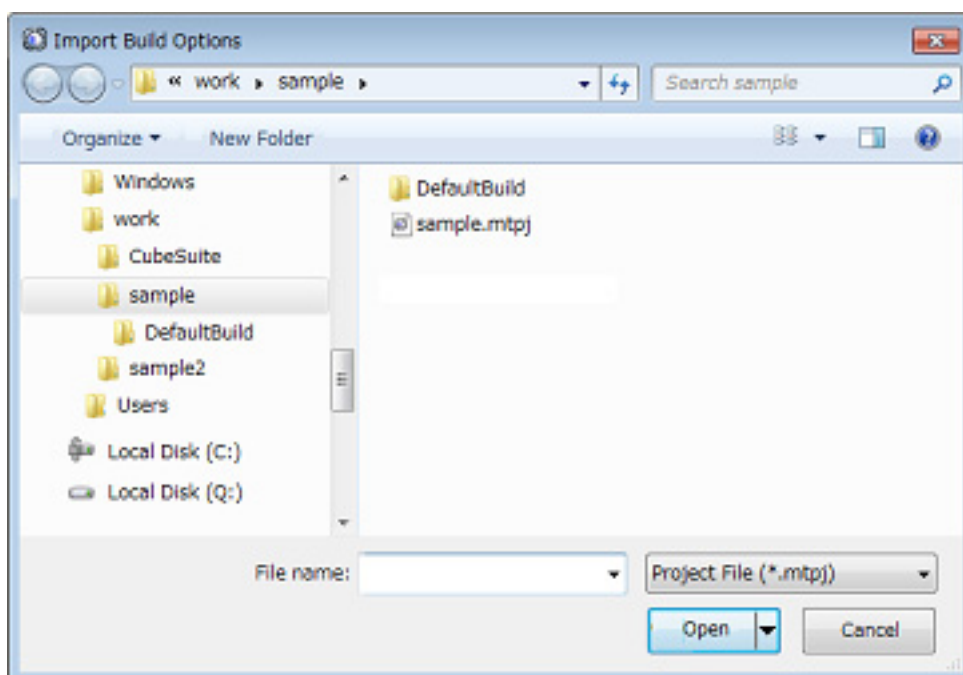 Import Build Options
« work ▸ sample ▸
Search sample
Organize ▾ New Folder
Windows
work
CubeSuite
sample
DefaultBuild
sample2
Users
Local Disk (C:)
Local Disk (Q:)
DefaultBuild
sample.mtpj
File name:
Project File (*.mtpj)
Open
Cancel